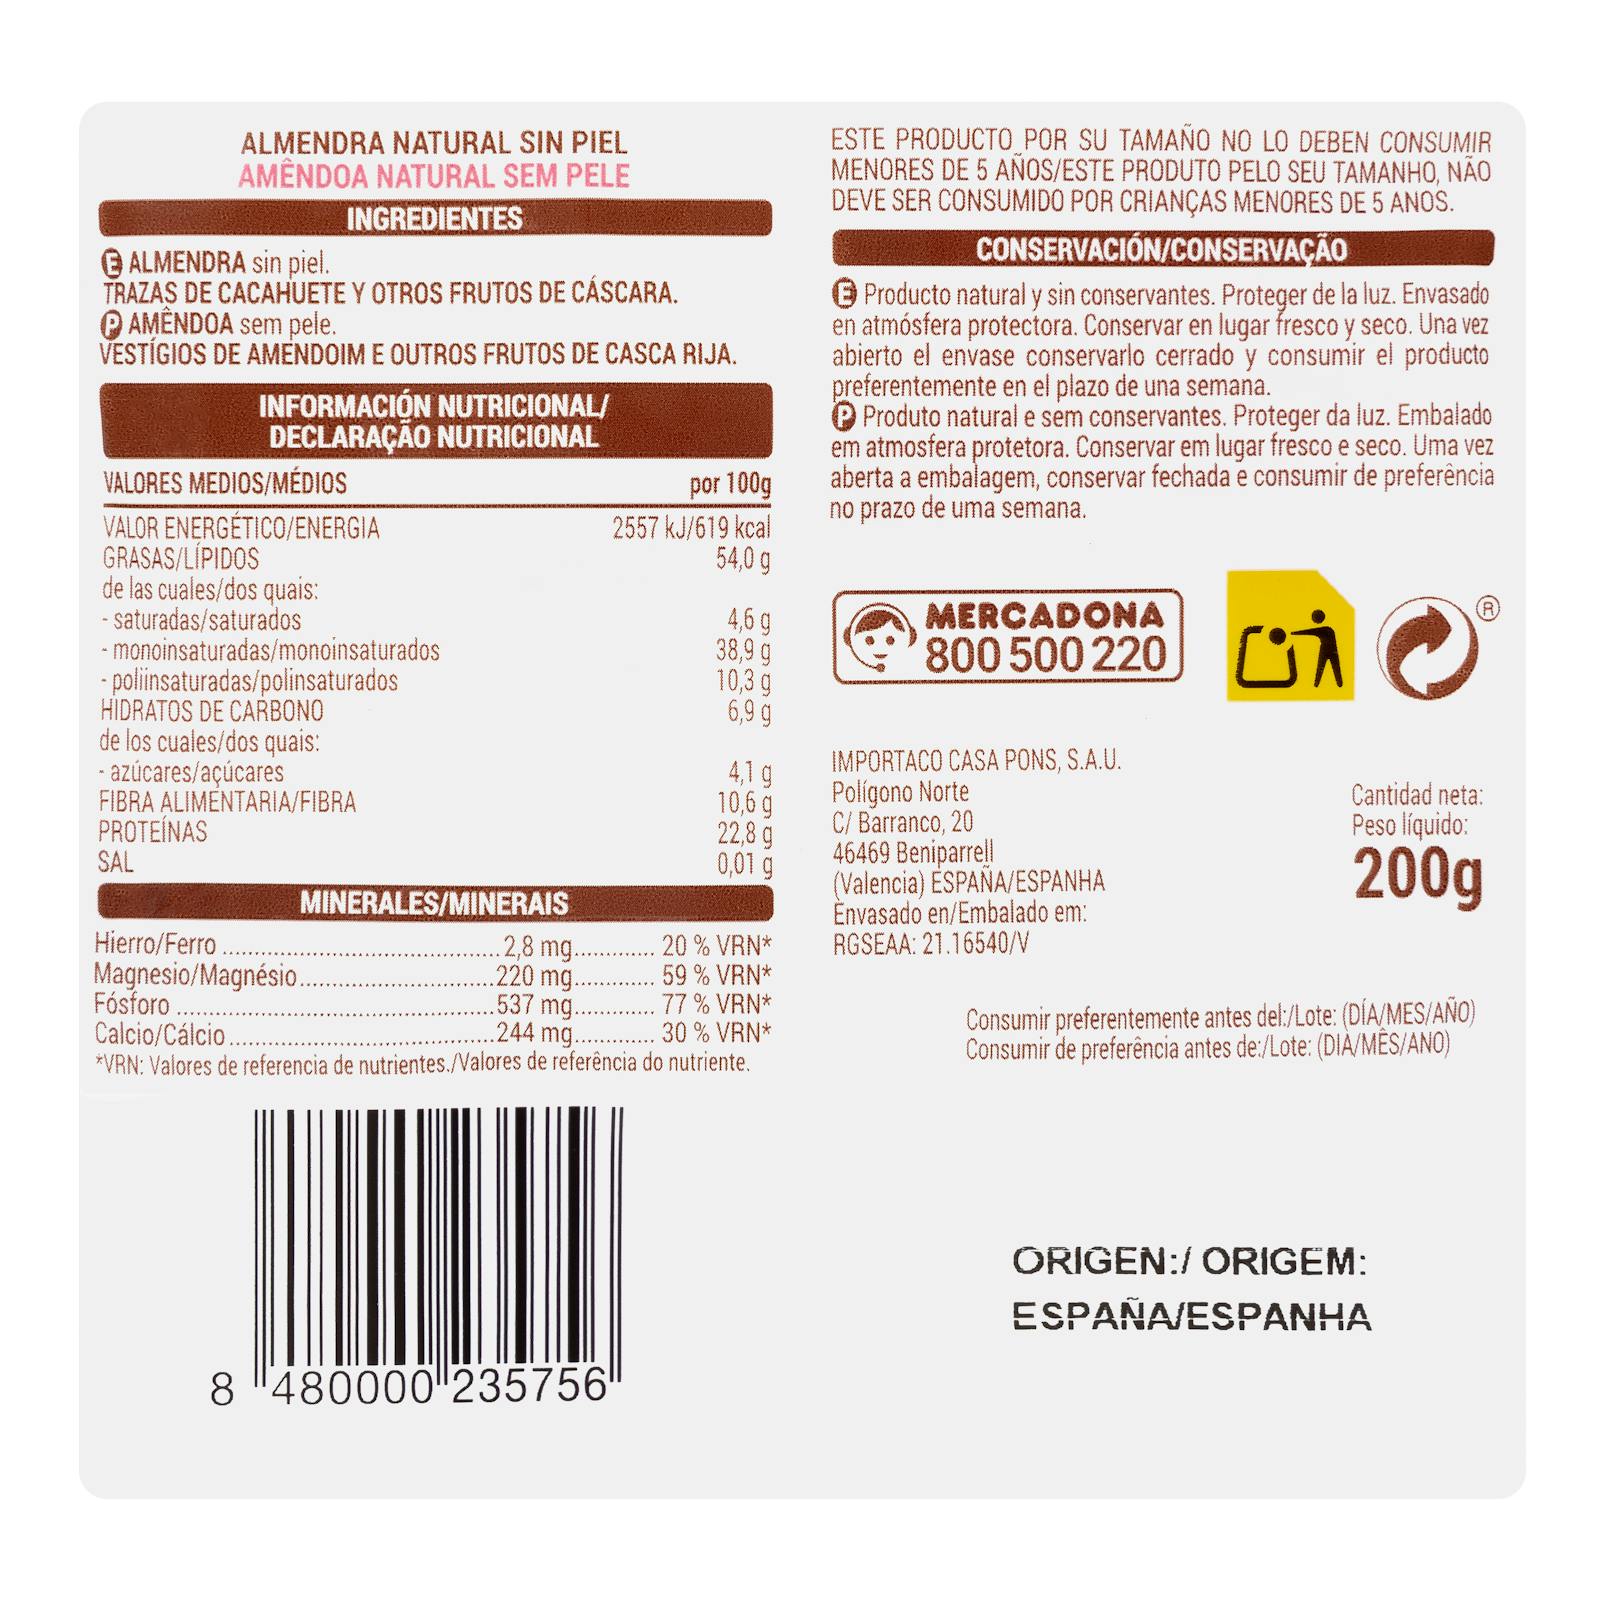 ALMENDRA NATURAL SIN PIEL
AMÊNDOA NATURAL SEM PELE
INGREDIENTES
E ALMENDRA sin piel.
TRAZAS DE CACAHUETE Y OTROS FRUTOS DE CÁSCARA.
P AMÊNDOA sem pele.
VESTÍGIOS DE AMENDOIM E OUTROS FRUTOS DE CASCA RIJA.
INFORMACIÓN NUTRICIONAL/
DECLARAÇÃO NUTRICIONAL
VALORES MEDIOS/MÉDIOS por 100g
VALOR ENERGÉTICO/ENERGIA 2557 kJ/619 kcal
GRASAS/LÍPIDOS 54,0 g
de las cuales/dos quais:
- saturadas/saturados 4,6 g
- monoinsaturadas/monoinsaturados 38,9 g
- poliinsaturadas/polinsaturados 10,3 g
HIDRATOS DE CARBONO 6,9 g
de los cuales/dos quais:
- azúcares/açúcares 4,1 g
FIBRA ALIMENTARIA/FIBRA 10,6 g
PROTEÍNAS 22,8 g
SAL 0,01 g
MINERALES/MINERAIS
Hierro/Ferro 2,8 mg 20 % VRN*
Magnesio/Magnésio 220 mg 59 % VRN*
Fósforo 537 mg 77 % VRN*
Calcio/Cálcio 244 mg 30 % VRN*
*VRN: Valores de referencia de nutrientes./Valores de referência do nutriente.
8 480000 235756
ESTE PRODUCTO POR SU TAMAÑO NO LO DEBEN CONSUMIR
MENORES DE 5 AÑOS/ESTE PRODUTO PELO SEU TAMANHO, NÃO
DEVE SER CONSUMIDO POR CRIANÇAS MENORES DE 5 ANOS.
CONSERVACIÓN/CONSERVAÇÃO
E Producto natural y sin conservantes. Proteger de la luz. Envasado
en atmósfera protectora. Conservar en lugar fresco y seco. Una vez
abierto el envase conservarlo cerrado y consumir el producto
preferentemente en el plazo de una semana.
P Produto natural e sem conservantes. Proteger da luz. Embalado
em atmosfera protetora. Conservar em lugar fresco e seco. Uma vez
aberta a embalagem, conservar fechada e consumir de preferência
no prazo de uma semana.
MERCADONA
800 500 220
®
IMPORTACO CASA PONS, S.A.U.
Polígono Norte
C/ Barranco, 20
46469 Beniparrell
(Valencia) ESPAÑA/ESPANHA
Envasado en/Embalado em:
RGSEAA: 21.16540/V
Cantidad neta:
Peso líquido:
200g
Consumir preferentemente antes del:/Lote: (DÍA/MES/AÑO)
Consumir de preferência antes de:/Lote: (DIA/MÊS/ANO)
ORIGEN:/ ORIGEM:
ESPAÑA/ESPANHA